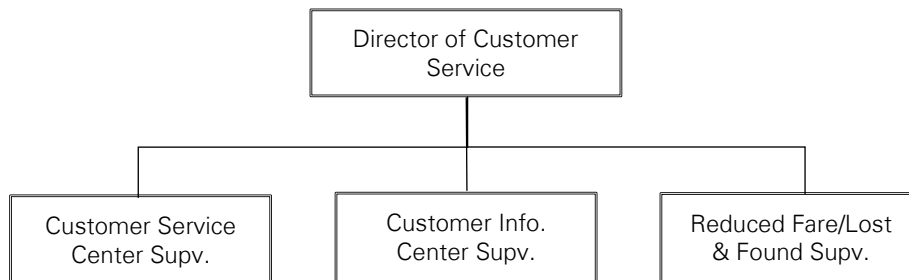 Director of Customer
Service
Customer Service
Center Supv.
Customer Info.
Center Supv.
Reduced Fare/Lost
& Found Supv.